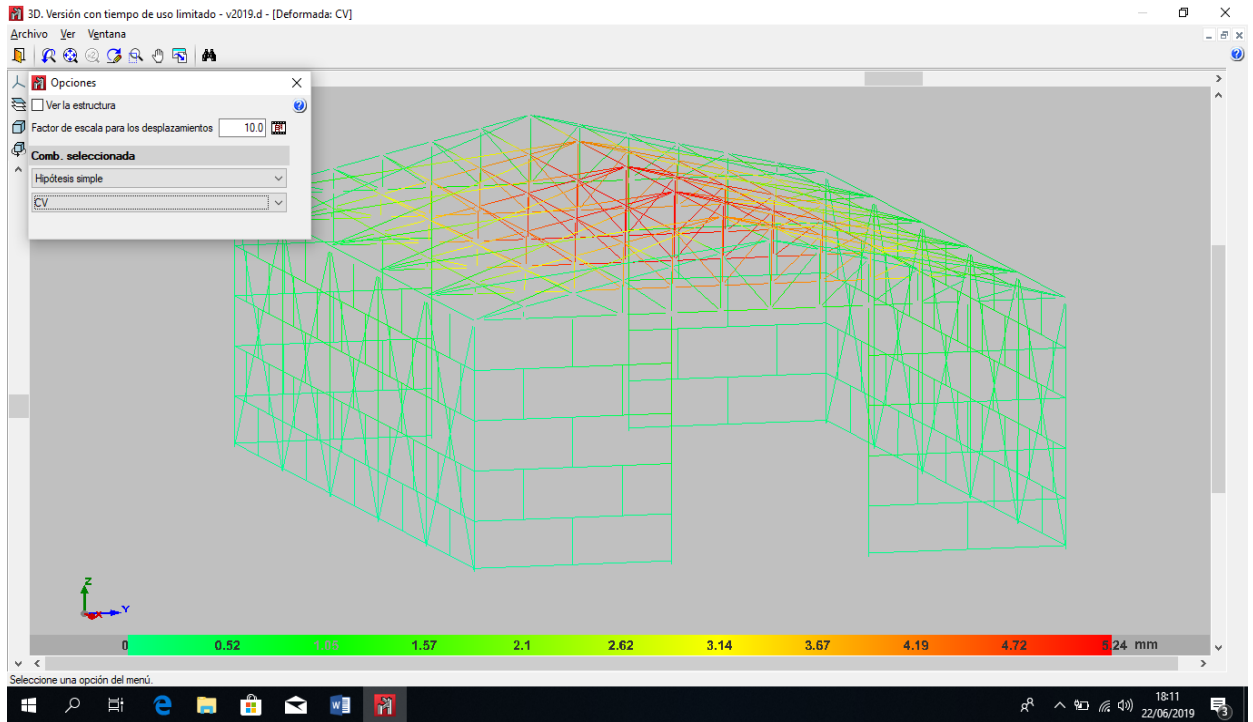 3D. Versión con tiempo de uso limitado - v2019.d - [Deformada: CV]
Archivo Ver Ventana
Opciones
Ver la estructura
Factor de escala para los desplazamientos 10.0
Comb. seleccionada
Hipótesis simple
CV
Z
Y
X
0 0.52 1.57 2.1 2.62 3.14 3.67 4.19 4.72 5.24 mm
Seleccione una opción del menú.
18:11
22/06/2019
3